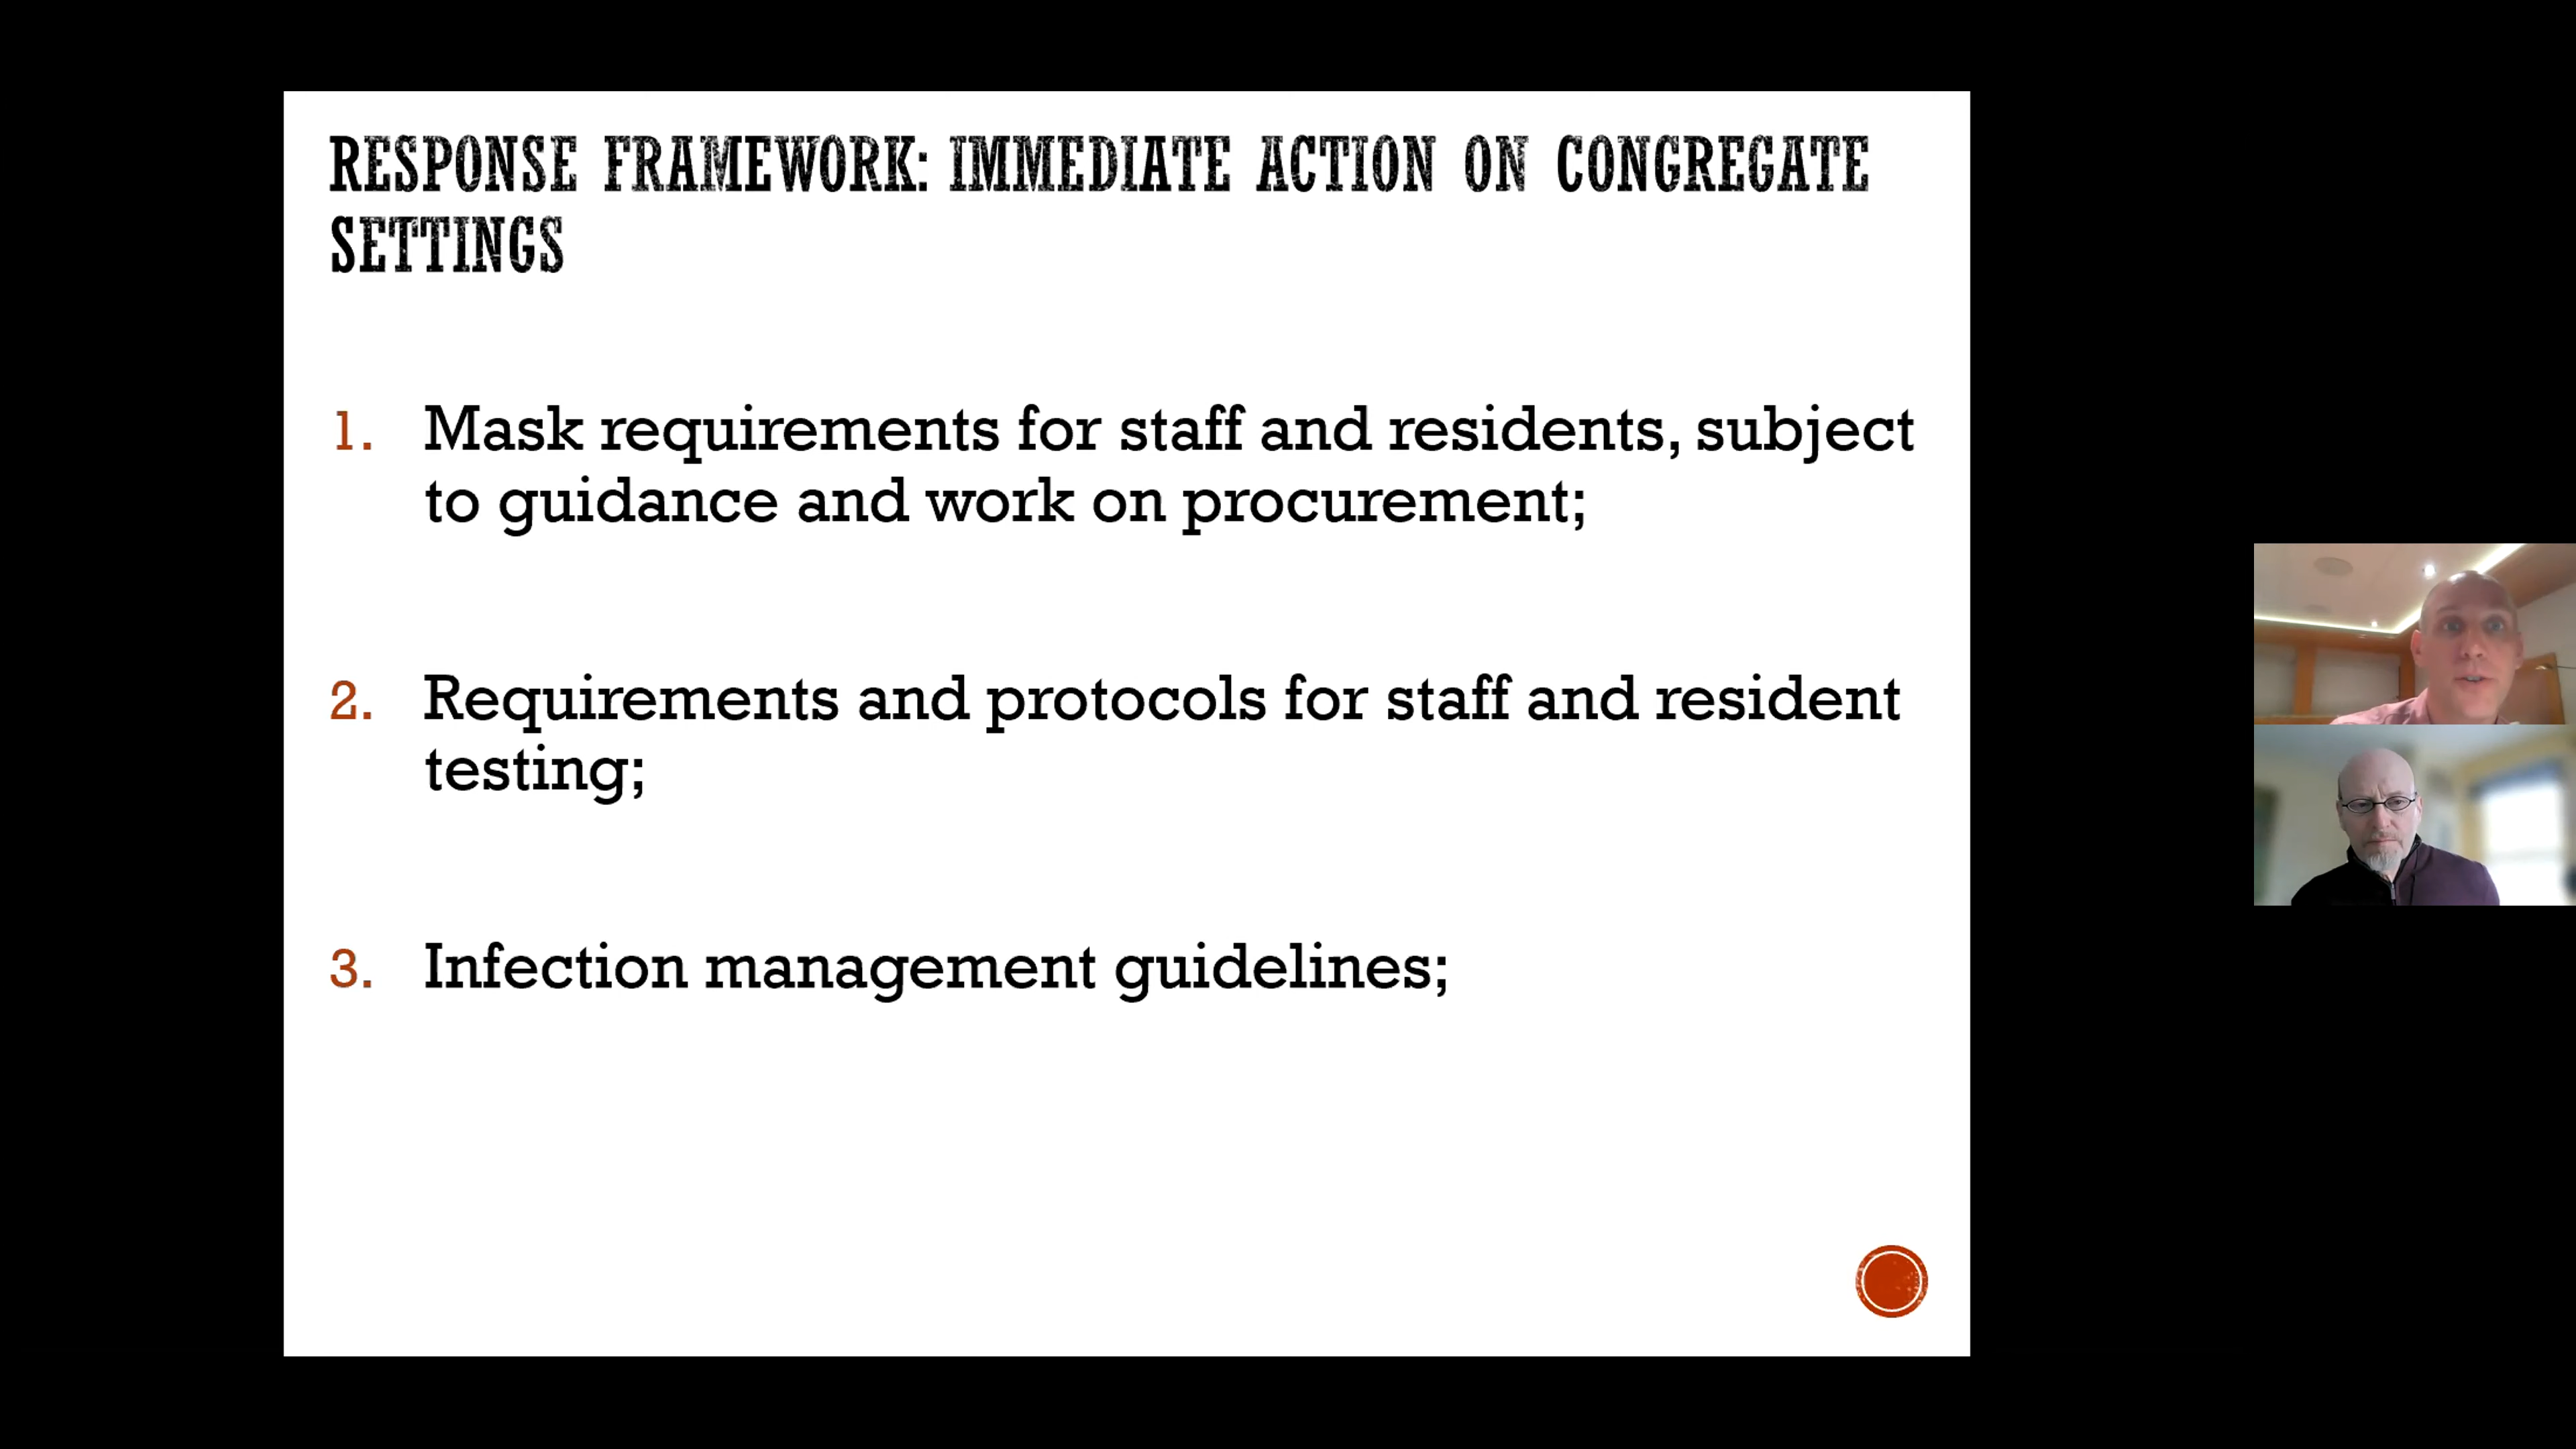 RESPONSE FRAMEWORK: IMMEDIATE ACTION ON CONGREGATE
SETTINGS
1. Mask requirements for staff and residents, subject
to guidance and work on procurement;
2. Requirements and protocols for staff and resident
testing;
3. Infection management guidelines;